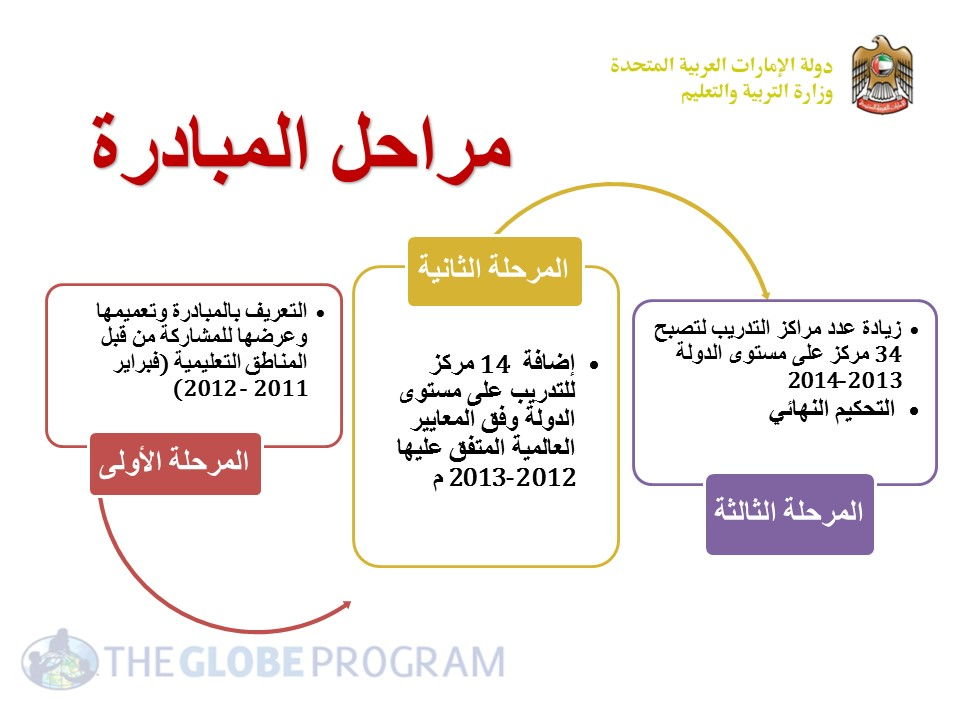 دولة الإمارات العربية المتحدة
وزارة التربية والتعليم
مراحل المبادرة
• التعريف بالمبادرة وتعميمها
وعرضها للمشاركة من قبل
المناطق التعليمية (فبراير
2011 - 2012)
المرحلة الأولى
المرحلة الثانية
• إضافة 14 مركز
للتدريب على مستوى
الدولة وفق المعايير
العالمية المتفق عليها
2012-2013 م
• زيادة عدد مراكز التدريب لتصبح
34 مركز على مستوى الدولة
2013-2014
• التحكيم النهائي
المرحلة الثالثة
THE GLOBE PROGRAM